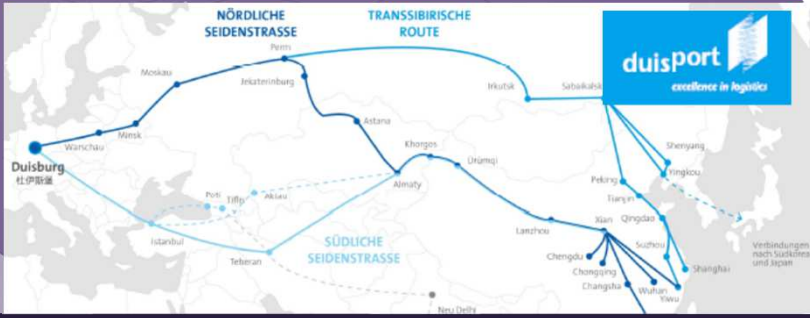 NÖRDLICHE
SEIDENSTRASSE
TRANSSIBIRISCHE
ROUTE
duisport
excellence in logistics
Perm
Moskau
Jekaterinburg
Irkutsk
Sabaikalsk
Astana
Minsk
Warschau
Duisburg
杜伊斯堡
Khorgos
Ürümqi
Almaty
Shenyang
Yingkou
Peking
Tianjin
Poti
Tiflis
Aktau
Istanbul
Teheran
SÜDLICHE
SEIDENSTRASSE
Lanzhou
Xian
Qingdao
Suzhou
Shanghai
Chengdu
Chongqing
Changsha
Wuhan
Yiwu
Verbindungen
nach Südkorea
und Japan
Neu Delhi